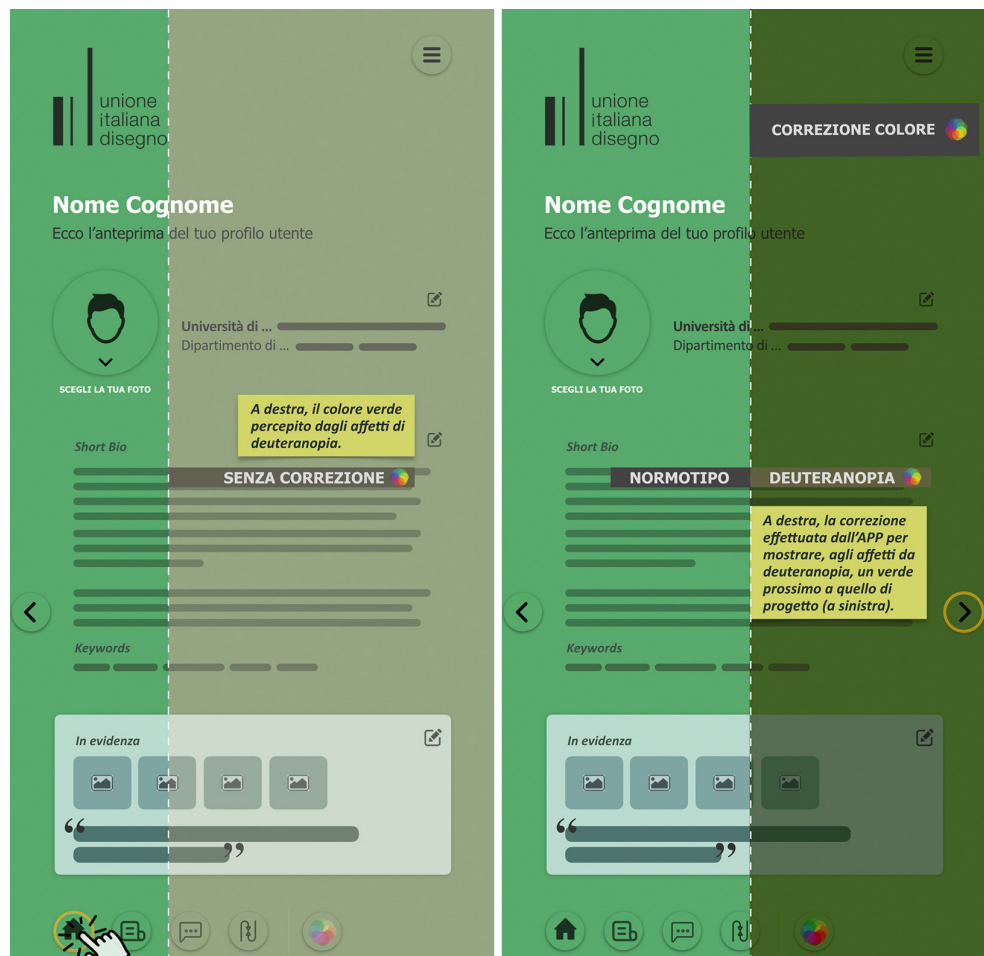 unione
italiana
disegno
Nome Cognome
Ecco l'anteprima del tuo profilo utente
Università di ...
Dipartimento di ...
SCEGLI LA TUA FOTO
A destra, il colore verde
percepito dagli affetti di
deuteranopia.
Short Bio
SENZA CORREZIONE
Keywords
In evidenza
“
”
unione
italiana
disegno
CORREZIONE COLORE
Nome Cognome
Ecco l'anteprima del tuo profilo utente
Università di ...
Dipartimento di ...
SCEGLI LA TUA FOTO
Short Bio
NORMOTIPO DEUTERANOPIA
A destra, la correzione
effettuata dall'APP per
mostrare, agli affetti da
deuteranopia, un verde
prossimo a quello di
progetto (a sinistra).
Keywords
In evidenza
“
”